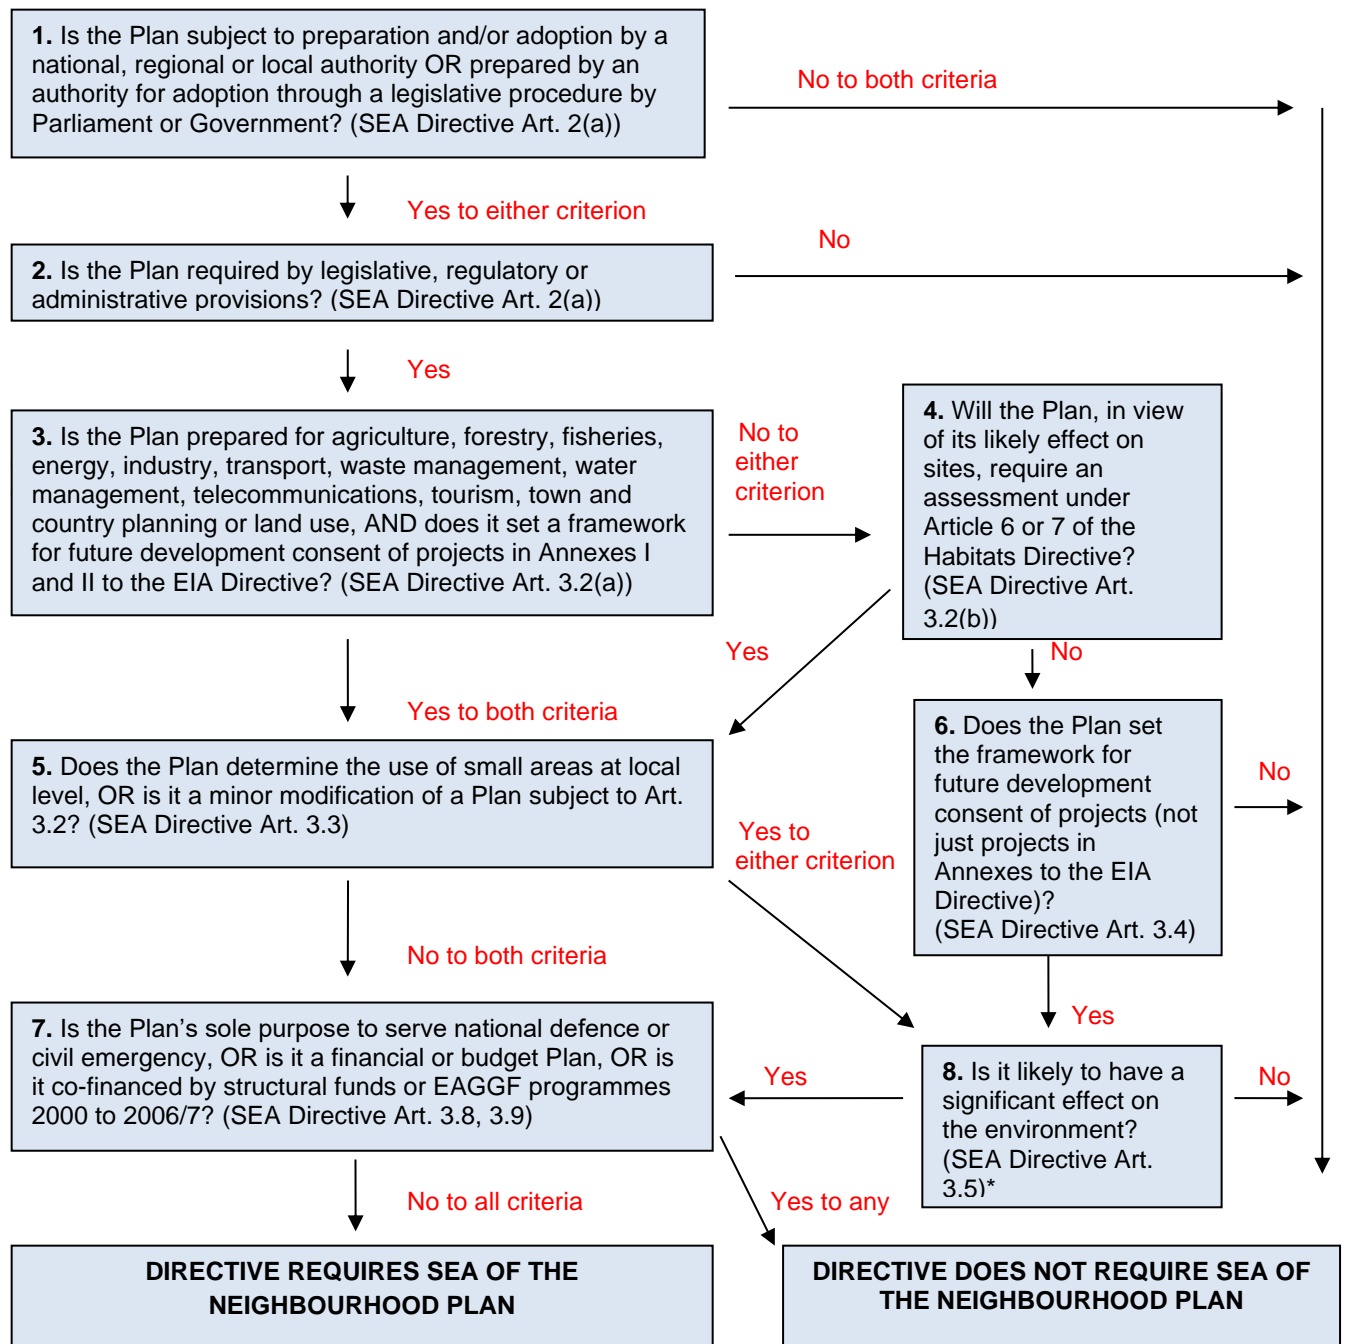 1. Is the Plan subject to preparation and/or adoption by a
national, regional or local authority OR prepared by an
authority for adoption through a legislative procedure by
Parliament or Government? (SEA Directive Art. 2(a))
No to both criteria
Yes to either criterion
No
2. Is the Plan required by legislative, regulatory or
administrative provisions? (SEA Directive Art. 2(a))
Yes
3. Is the Plan prepared for agriculture, forestry, fisheries,
energy, industry, transport, waste management, water
management, telecommunications, tourism, town and
country planning or land use, AND does it set a framework
for future development consent of projects in Annexes I
and II to the EIA Directive? (SEA Directive Art. 3.2(a))
No to
either
criterion
4. Will the Plan, in view
of its likely effect on
sites, require an
assessment under
Article 6 or 7 of the
Habitats Directive?
(SEA Directive Art.
3.2(b))
Yes
No
Yes to both criteria
5. Does the Plan determine the use of small areas at local
level, OR is it a minor modification of a Plan subject to Art.
3.2? (SEA Directive Art. 3.3)
6. Does the Plan set
the framework for
future development
consent of projects (not
just projects in
Annexes to the EIA
Directive)?
(SEA Directive Art. 3.4)
No
Yes to
either criterion
No to both criteria
Yes
7. Is the Plan’s sole purpose to serve national defence or
civil emergency, OR is it a financial or budget Plan, OR is
it co-financed by structural funds or EAGGF programmes
2000 to 2006/7? (SEA Directive Art. 3.8, 3.9)
Yes
8. Is it likely to have a
significant effect on
the environment?
(SEA Directive Art.
3.5)*
No
No to all criteria
Yes to any
DIRECTIVE REQUIRES SEA OF THE
NEIGHBOURHOOD PLAN
DIRECTIVE DOES NOT REQUIRE SEA OF
THE NEIGHBOURHOOD PLAN